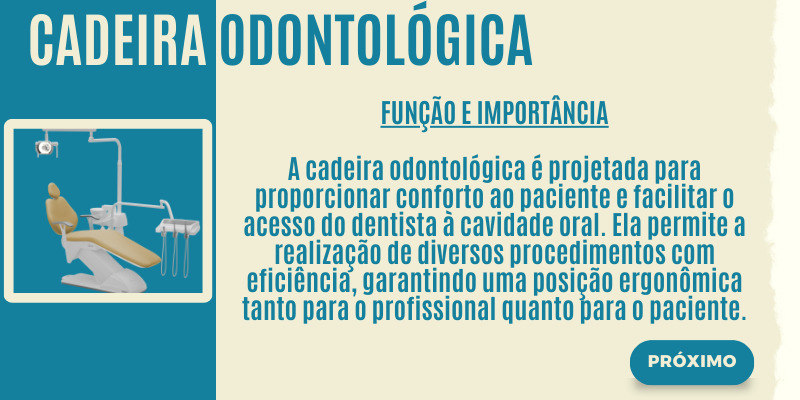 CADEIRA ODONTOLÓGICA
FUNÇÃO E IMPORTÂNCIA
A cadeira odontológica é projetada para
proporcionar conforto ao paciente e facilitar o
acesso do dentista à cavidade oral. Ela permite a
realização de diversos procedimentos com
eficiência, garantindo uma posição ergonômica
tanto para o profissional quanto para o paciente.
PRÓXIMO